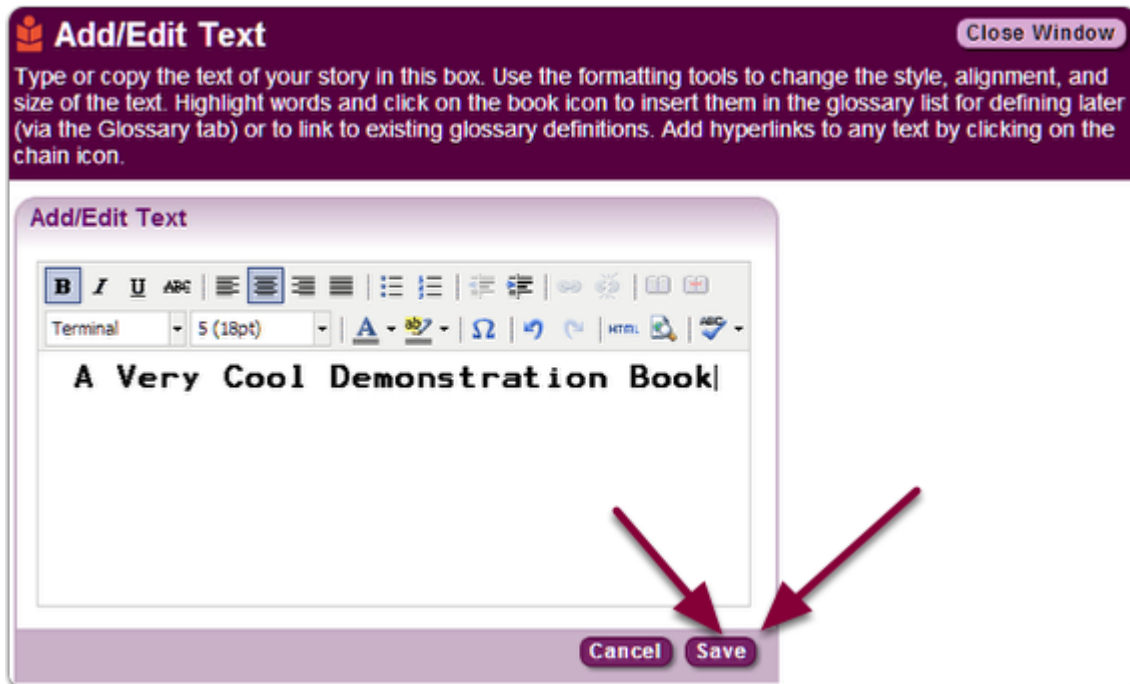 Add/Edit Text
Close Window
Type or copy the text of your story in this box. Use the formatting tools to change the style, alignment, and
size of the text. Highlight words and click on the book icon to insert them in the glossary list for defining later
(via the Glossary tab) or to link to existing glossary definitions. Add hyperlinks to any text by clicking on the
chain icon.
Add/Edit Text
B I U ABC
Terminal 5 (18pt) A ab Ω HTML ABC
A Very Cool Demonstration Book
Cancel Save